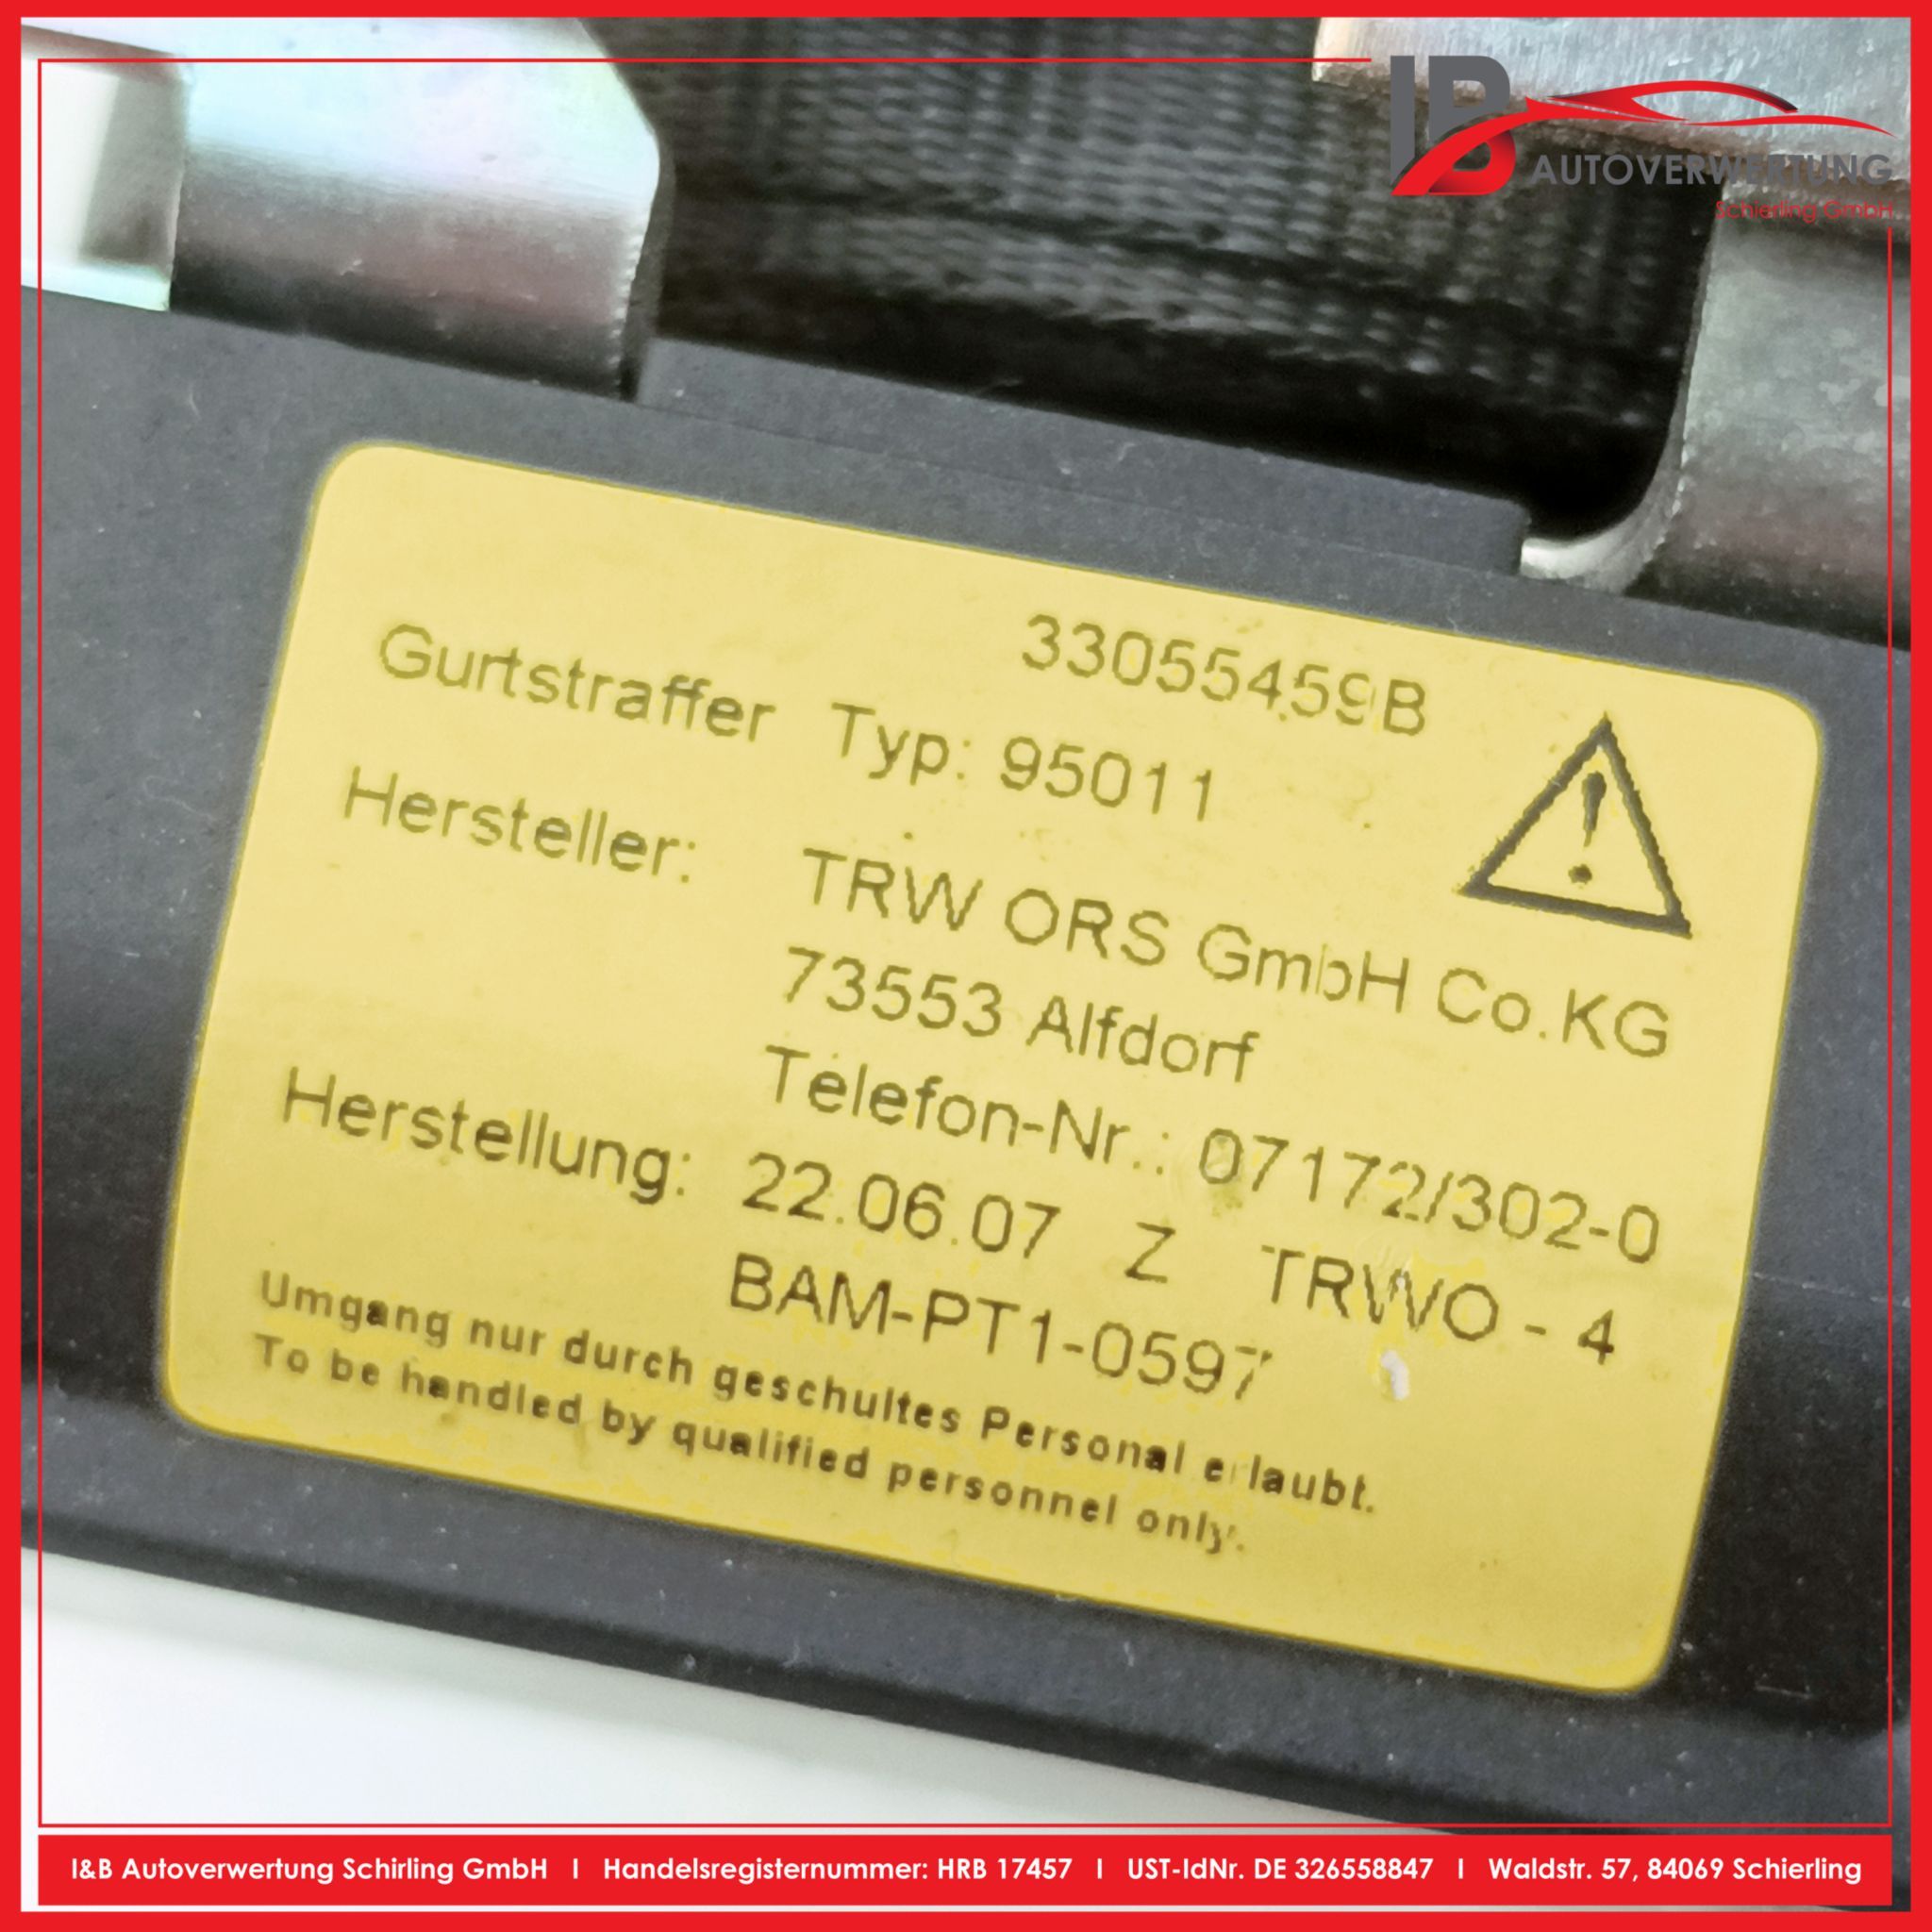 IB
AUTOVERWERTUNG
Schierling GmbH
33055459B
Gurtstraffer Typ: 95011
Hersteller: TRW ORS GmbH Co.KG
73553 Alfdorf
Telefon-Nr.: 07172/302-0
Herstellung: 22.06.07 Z TRWO - 4
BAM-PT1-0597
Umgang nur durch geschultes Personal erlaubt.
To be handled by qualified personnel only.
I&B Autoverwertung Schirling GmbH I Handelsregisternummer: HRB 17457 I UST-IdNr. DE 326558847 I Waldstr. 57, 84069 Schierling